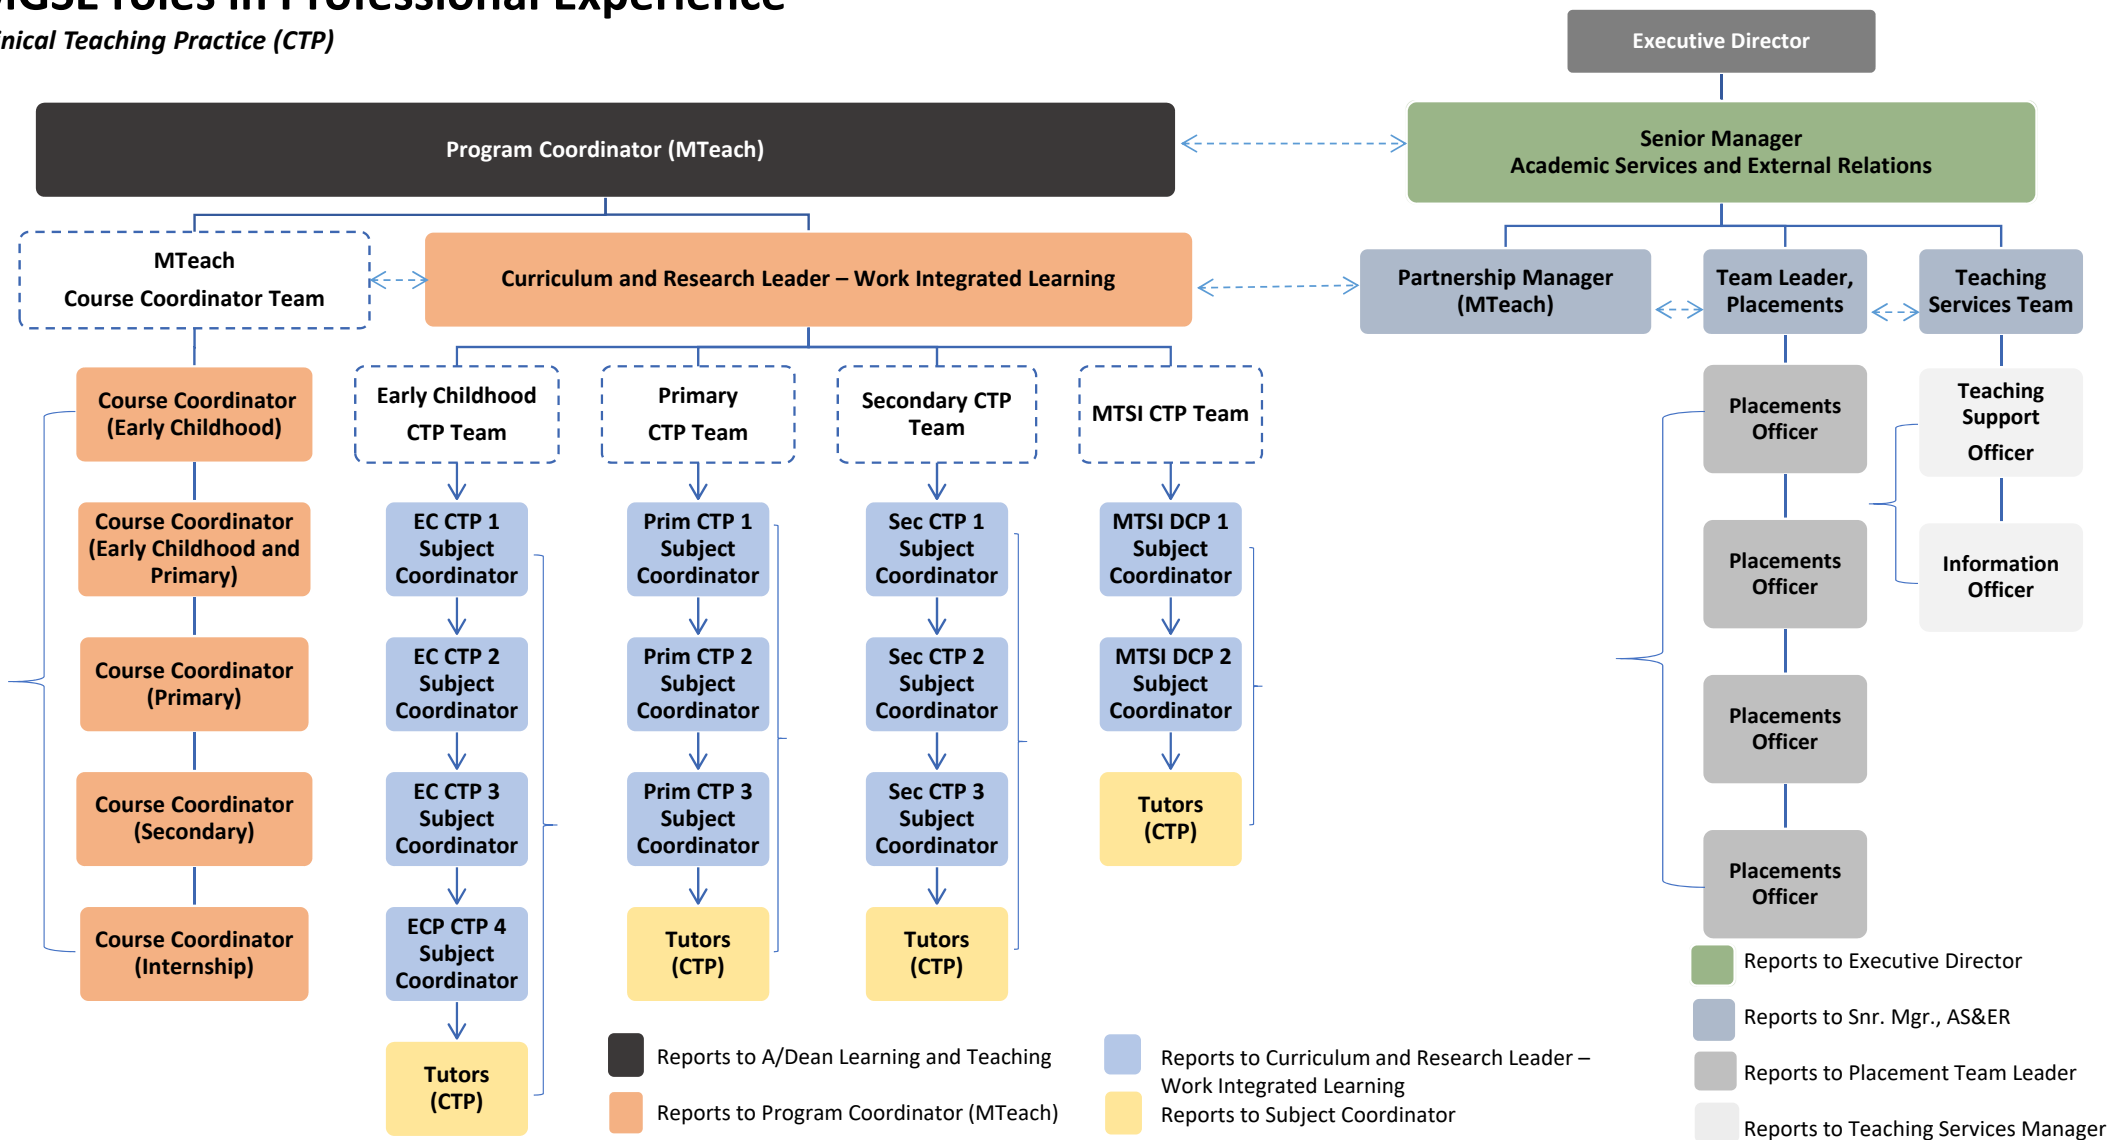 roles in Professional Experience
Teaching Practice (CTP)
Executive Director
Program Coordinator (MTeach)
Senior Manager
Academic Services and External Relations
MTeach
Course Coordinator Team
Curriculum and Research Leader – Work Integrated Learning
Partnership Manager
(MTeach)
Team Leader,
Placements
Teaching
Services Team
Course Coordinator
(Early Childhood)
Course Coordinator
(Early Childhood and
Primary)
Course Coordinator
(Primary)
Course Coordinator
(Secondary)
Course Coordinator
(Internship)
Early Childhood
CTP Team
EC CTP 1
Subject
Coordinator
EC CTP 2
Subject
Coordinator
EC CTP 3
Subject
Coordinator
ECP CTP 4
Subject
Coordinator
Tutors
(CTP)
Primary
CTP Team
Prim CTP 1
Subject
Coordinator
Prim CTP 2
Subject
Coordinator
Prim CTP 3
Subject
Coordinator
Tutors
(CTP)
Secondary CTP
Team
Sec CTP 1
Subject
Coordinator
Sec CTP 2
Subject
Coordinator
Sec CTP 3
Subject
Coordinator
Tutors
(CTP)
MTSI CTP Team
MTSI DCP 1
Subject
Coordinator
MTSI DCP 2
Subject
Coordinator
Tutors
(CTP)
Placements
Officer
Placements
Officer
Placements
Officer
Placements
Officer
Teaching
Support
Officer
Information
Officer
Reports to A/Dean Learning and Teaching
Reports to Program Coordinator (MTeach)
Reports to Curriculum and Research Leader –
Work Integrated Learning
Reports to Subject Coordinator
Reports to Executive Director
Reports to Snr. Mgr., AS&ER
Reports to Placement Team Leader
Reports to Teaching Services Manager